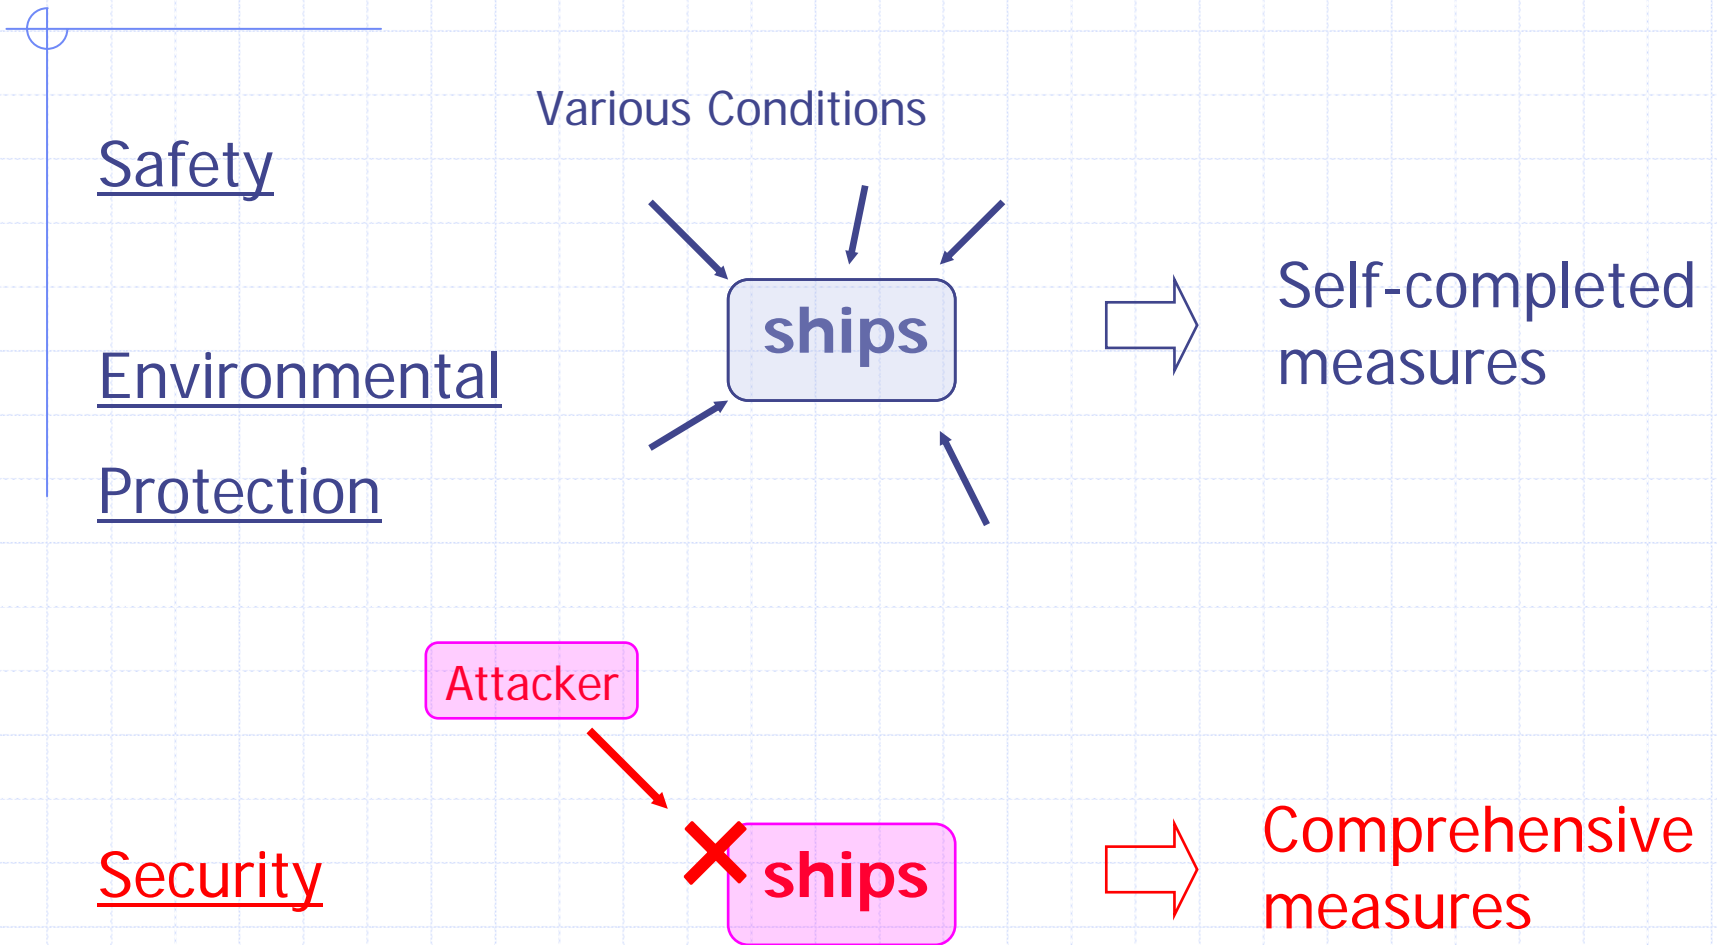 Various Conditions
Safety
ships
Self-completed
measures
Environmental
Protection
Attacker
Security
ships
Comprehensive
measures